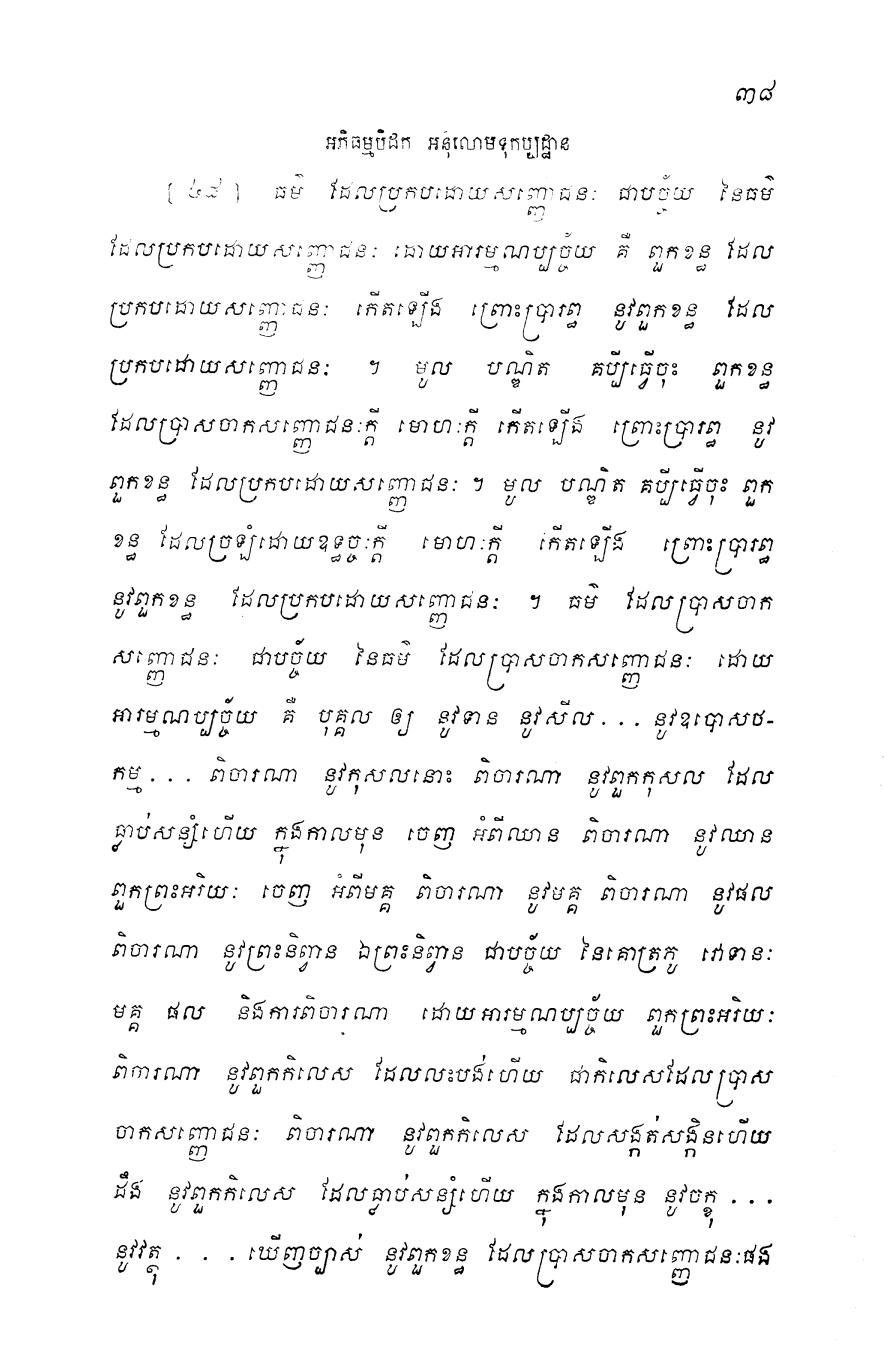 ៣៨
អភិធម្មបិដក អនុលោមទុកប្បដ្ឋាន
[៤៩] ធម៌ ដែលប្រកបដោយសញ្ញោជនៈ ជាបច្ច័យ នៃធម៌
ដែលប្រកបដោយសញ្ញោជនៈ ដោយអារម្មណប្បច្ច័យ គឺ ពួកខន្ធ ដែល
ប្រកបដោយសញ្ញោជនៈ កើតឡើង ព្រោះប្រារព្ធ នូវពួកខន្ធ ដែល
ប្រកបដោយសញ្ញោជនៈ ។ មូល បណ្ឌិត គប្បីធ្វើចុះ ពួកខន្ធ
ដែលប្រាសចាកសញ្ញោជនៈក្តី មោហៈក្តី កើតឡើង ព្រោះប្រារព្ធ នូវ
ពួកខន្ធ ដែលប្រកបដោយសញ្ញោជនៈ ។ មូល បណ្ឌិត គប្បីធ្វើចុះ ពួក
ខន្ធ ដែលច្រឡំដោយឧទ្ធច្ចៈក្តី មោហៈក្តី កើតឡើង ព្រោះប្រារព្ធ
នូវពួកខន្ធ ដែលប្រកបដោយសញ្ញោជនៈ ។ ធម៌ ដែលប្រាសចាក
សញ្ញោជនៈ ជាបច្ច័យ នៃធម៌ ដែលប្រាសចាកសញ្ញោជនៈ ដោយ
អារម្មណប្បច្ច័យ គឺ បុគ្គល ឲ្យ នូវទាន នូវសីល... នូវឧបោសថ-
កម្ម... ពិចារណា នូវកុសលនោះ ពិចារណា នូវពួកកុសល ដែល
ធ្លាប់សន្សំហើយ ក្នុងកាលមុន ចេញ អំពីឈាន ពិចារណា នូវឈាន
ពួកព្រះអរិយៈ ចេញ អំពីមគ្គ ពិចារណា នូវមគ្គ ពិចារណា នូវផល
ពិចារណា នូវព្រះនិព្វាន ឯព្រះនិព្វាន ជាបច្ច័យ នៃគោត្រភូ វោទានៈ
មគ្គ ផល និងការពិចារណា ដោយអារម្មណប្បច្ច័យ ពួកព្រះអរិយៈ
ពិចារណា នូវពួកកិលេស ដែលលះបង់ហើយ ជាកិលេសដែលប្រាស
ចាកសញ្ញោជនៈ ពិចារណា នូវពួកកិលេស ដែលសង្កត់សង្កិនហើយ
ដឹង នូវពួកកិលេស ដែលធ្លាប់សន្សំហើយ ក្នុងកាលមុន នូវចក្ខុ...
នូវវត្ថុ... ឃើញច្បាស់ នូវពួកខន្ធ ដែលប្រាសចាកសញ្ញោជនៈផង